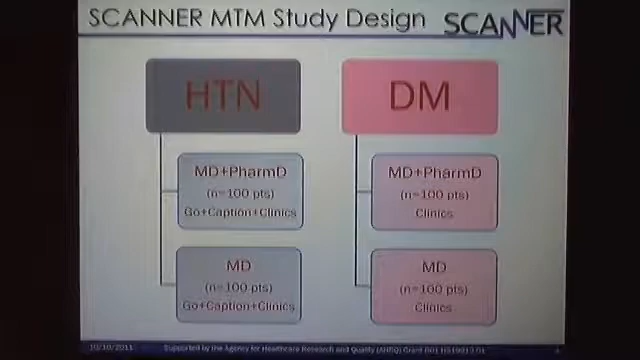 SCANNER MTM Study Design
SCANNER
HTN
MD+PharmD
(n=100 pts)
Go+Caption+Clinics
MD
(n=100 pts)
Go+Caption+Clinics
DM
MD+PharmD
(n=100 pts)
Clinics
MD
(n=100 pts)
Clinics
10/10/2011
Supported by the Agency for Healthcare Research and Quality (AHRQ) Grant R01